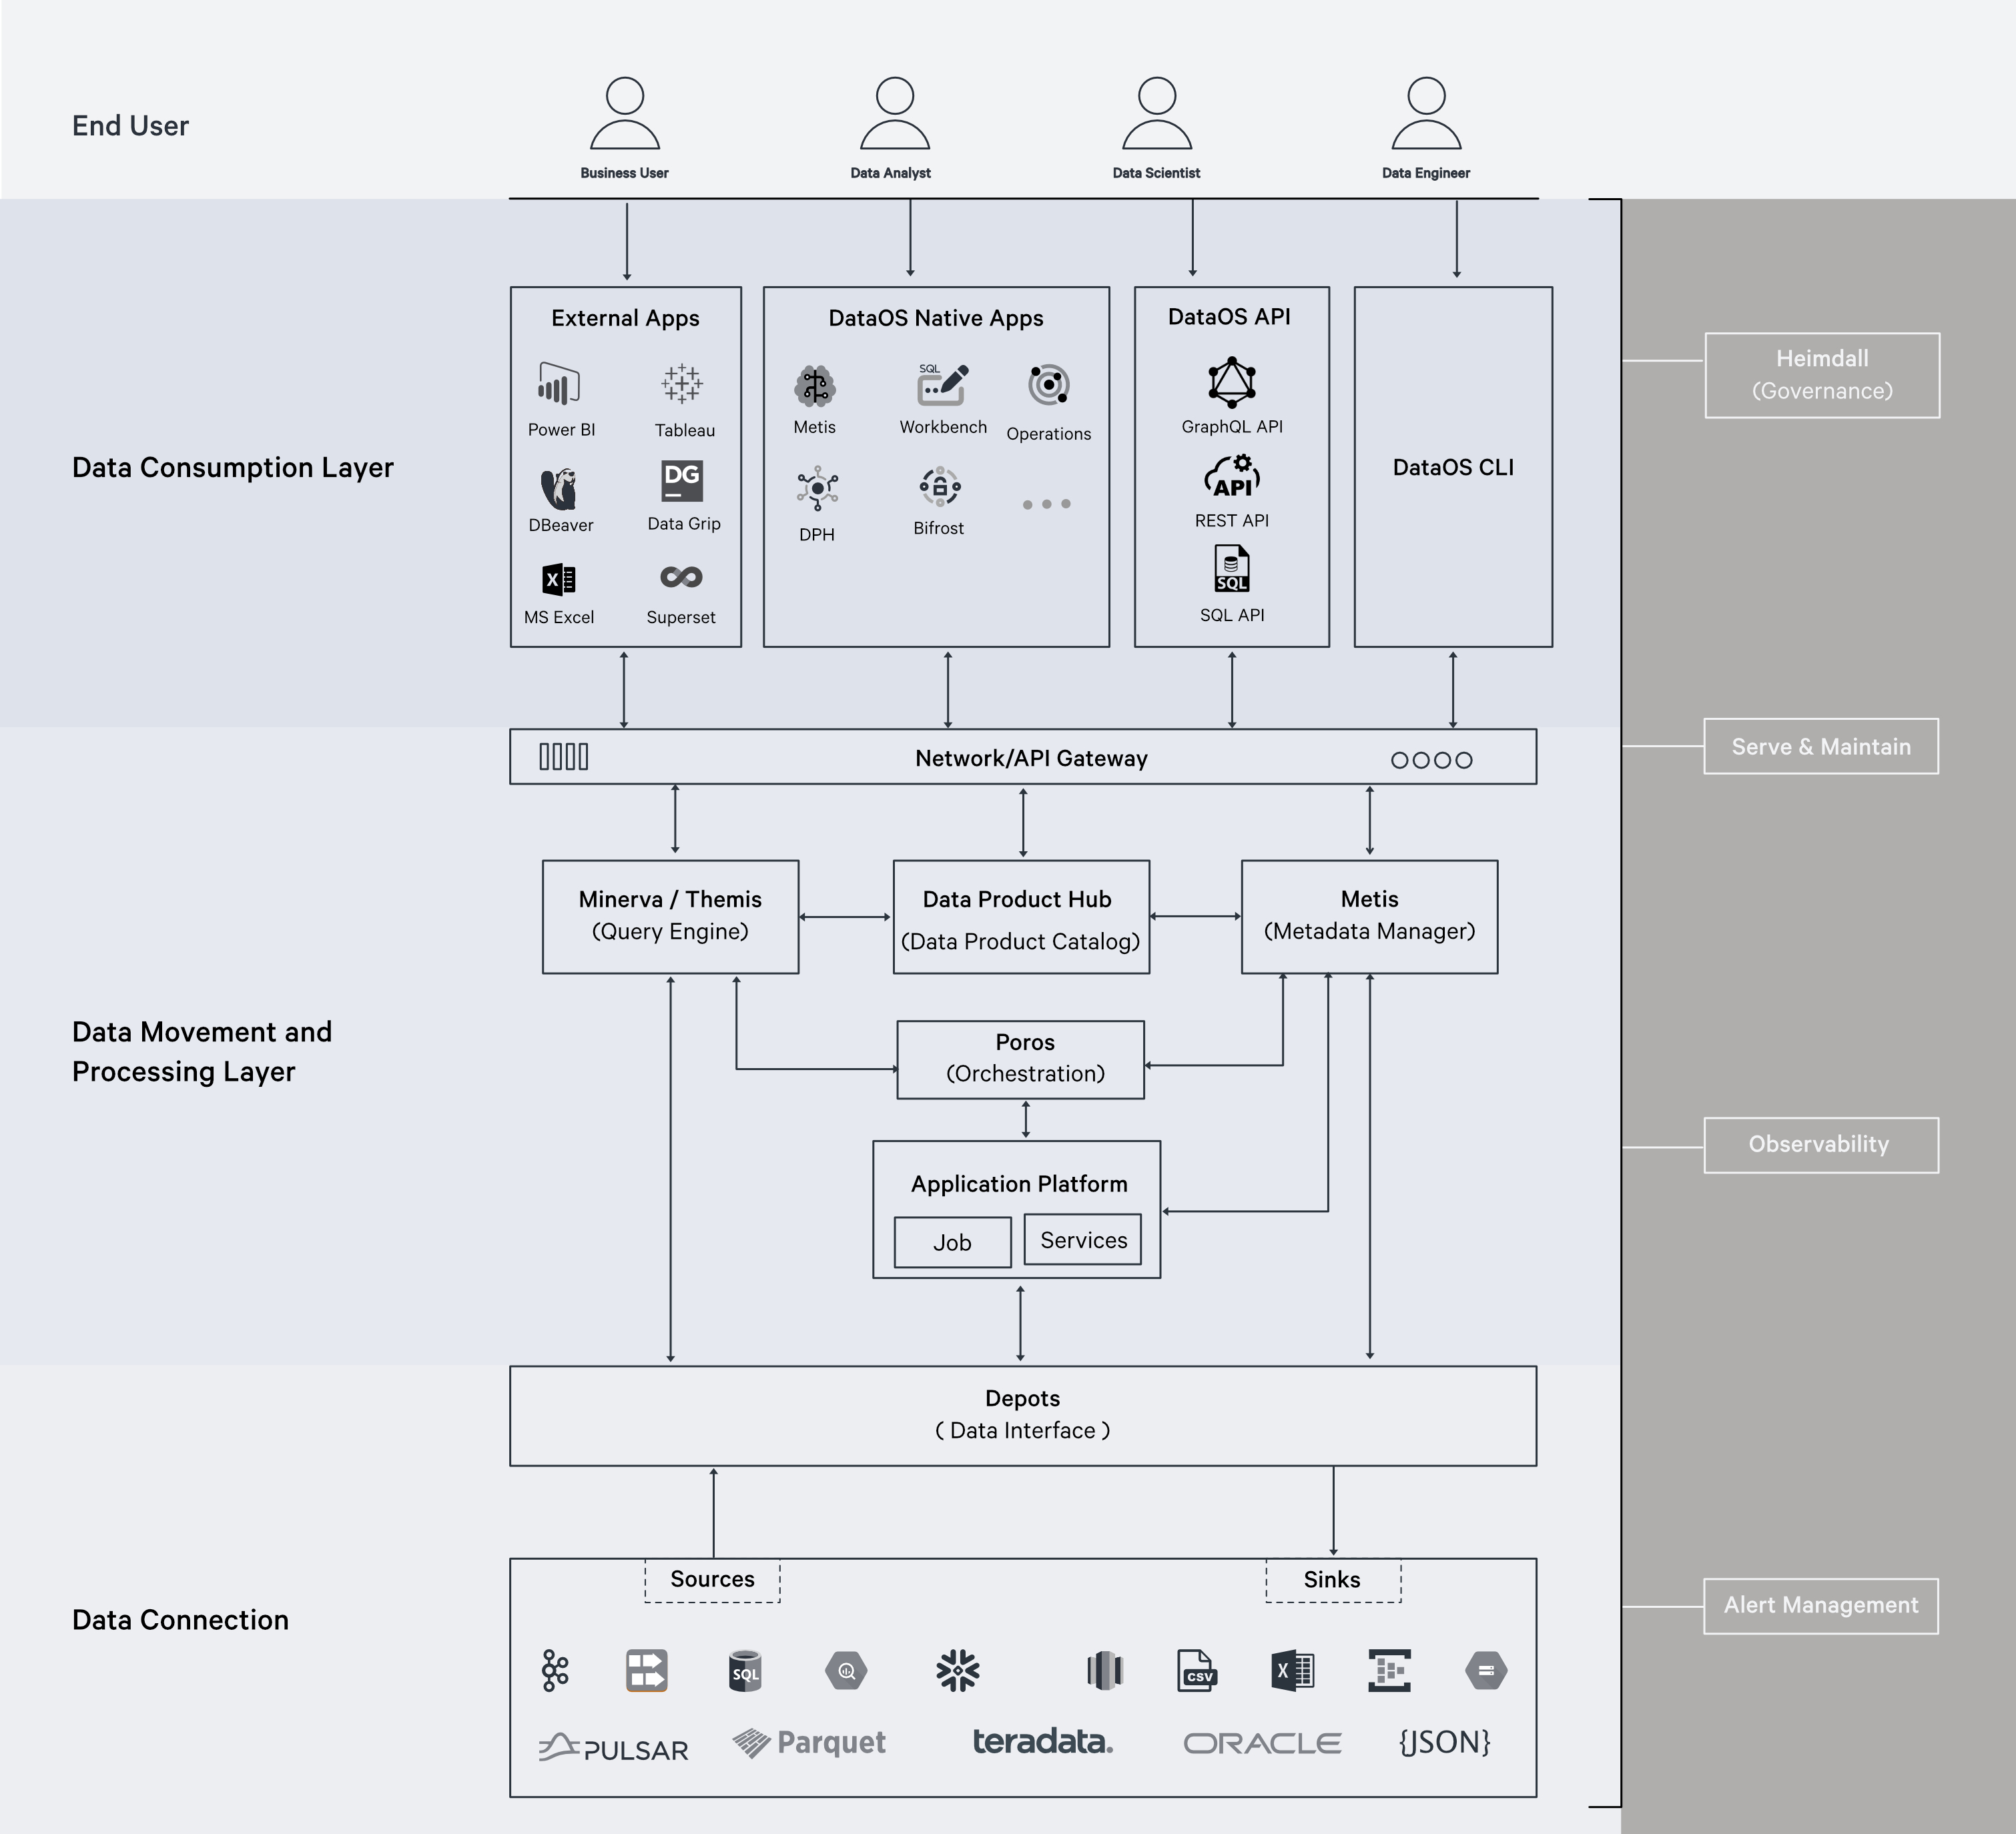 End User
Business User
Data Analyst
Data Scientist
Data Engineer
Data Consumption Layer
External Apps
Power BI
Tableau
DBeaver
DG
Data Grip
X
MS Excel
Superset
DataOS Native Apps
Metis
SQL
Workbench
Operations
DPH
Bifrost
DataOS API
GraphQL API
API
REST API
SQL
SQL API
DataOS CLI
Heimdall
(Governance)
Network/API Gateway
Serve & Maintain
Data Movement and
Processing Layer
Minerva / Themis
(Query Engine)
Data Product Hub
(Data Product Catalog)
Metis
(Metadata Manager)
Poros
(Orchestration)
Application Platform
Job
Services
Observability
Depots
( Data Interface )
Data Connection
Sources
Sinks
SQL
CSV
X
PULSAR
Parquet
teradata.
ORACLE
{JSON}
Alert Management